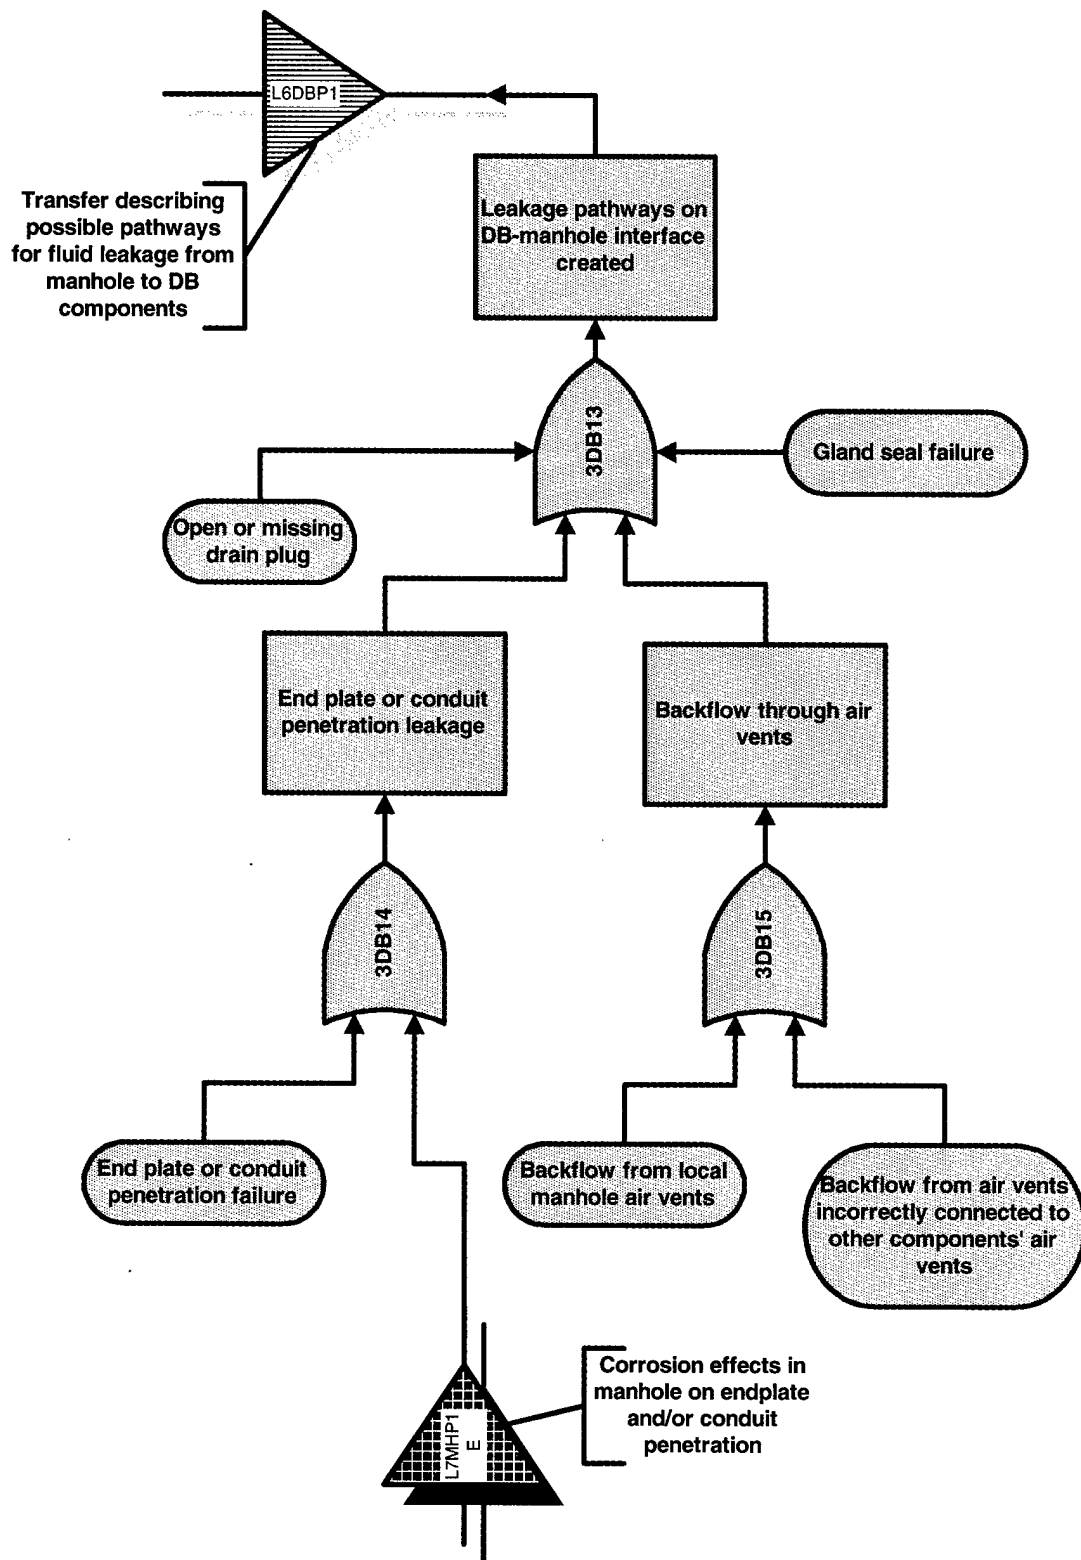 L6DBP1
Transfer describing
possible pathways
for fluid leakage from
manhole to DB
components
Leakage pathways on
DB-manhole interface
created
3DB13
Gland seal failure
Open or missing
drain plug
End plate or conduit
penetration leakage
Backflow through air
vents
3DB14
3DB15
End plate or conduit
penetration failure
Backflow from local
manhole air vents
Backflow from air vents
incorrectly connected to
other components' air
vents
L7MHP1
E
Corrosion effects in
manhole on endplate
and/or conduit
penetration